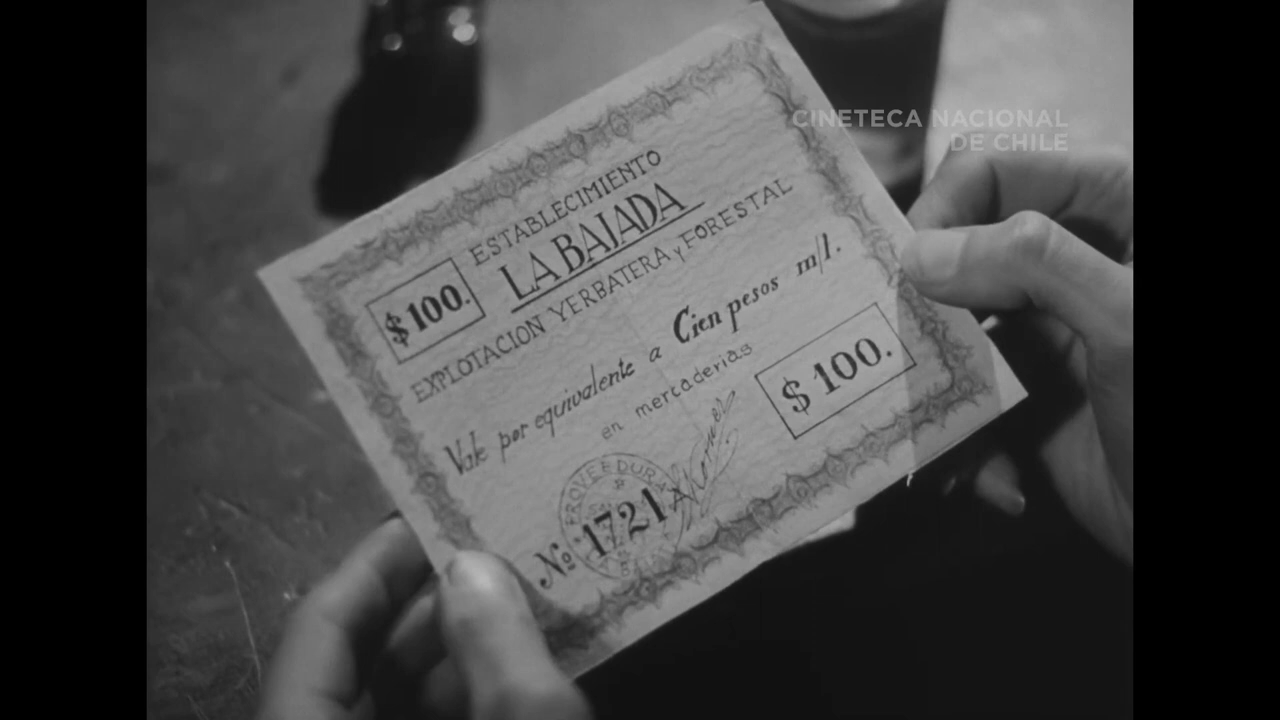 CINETECA NACIONAL
DE CHILE
ESTABLECIMIENTO
LA BAJADA
EXPLOTACION YERBATERA Y FORESTAL
$100.
Vale por equivalente a Cien pesos m/l.
en mercaderias
$100.
PROVEEDURIA
Nº 1721